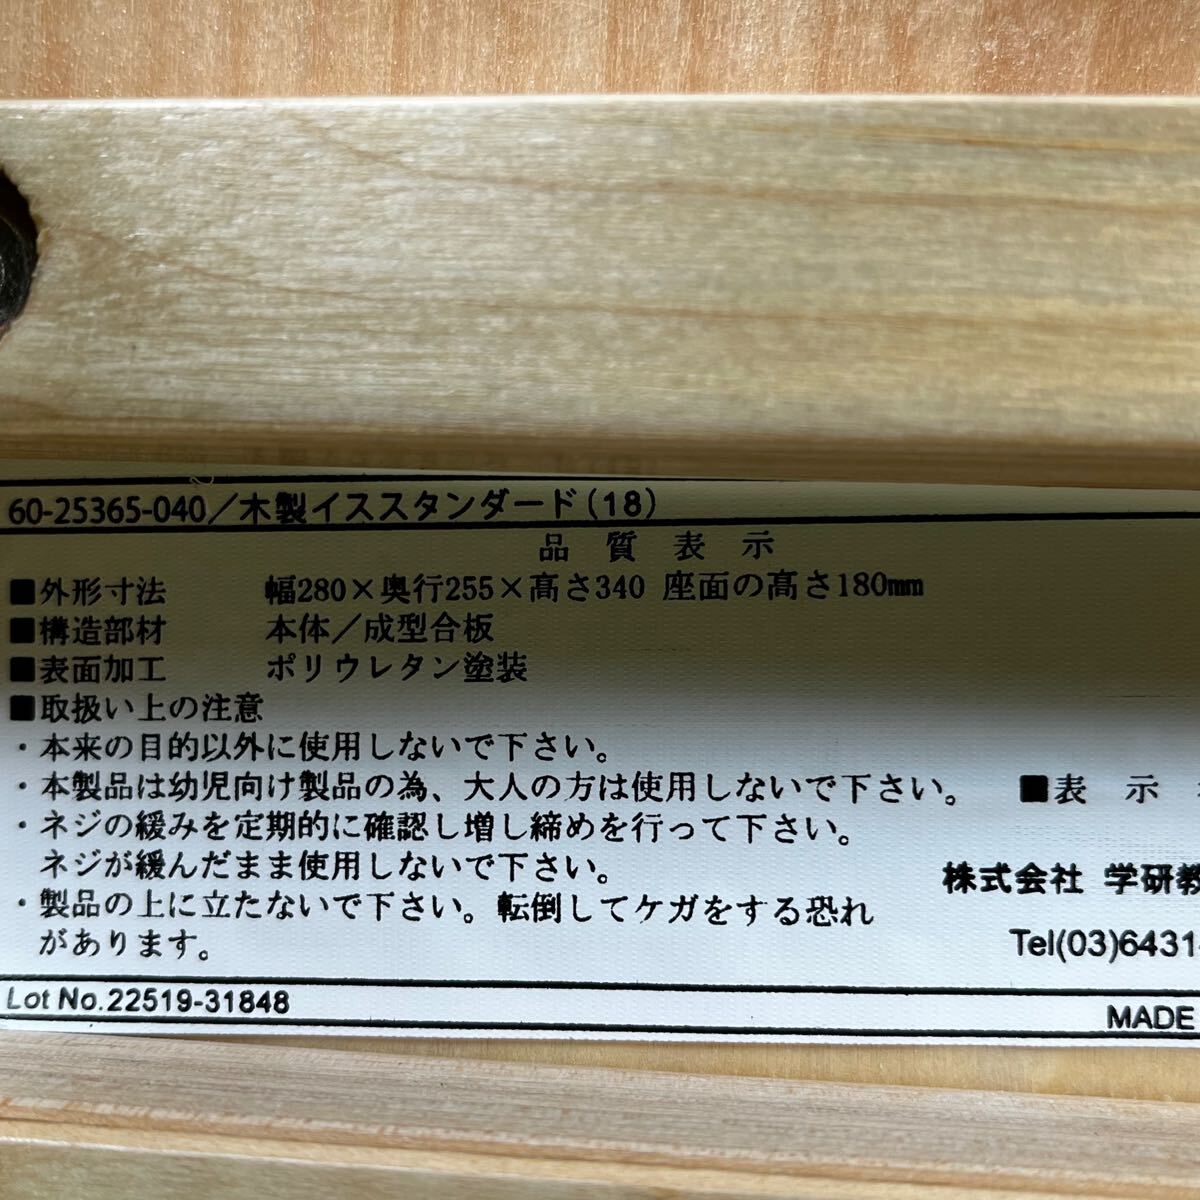 60-25365-040／木製イススタンダード(18)
品 質 表 示
■外形寸法 幅280×奥行255×高さ340 座面の高さ180mm
■構造部材 本体／成型合板
■表面加工 ポリウレタン塗装
■取扱い上の注意
・本来の目的以外に使用しないで下さい。
・本製品は幼児向け製品の為、大人の方は使用しないで下さい。
・ネジの緩みを定期的に確認し増し締めを行って下さい。
ネジが緩んだまま使用しないで下さい。
・製品の上に立たないで下さい。転倒してケガをする恐れ
があります。
■表 示
株式会社 学研教
Tel(03)6431-
Lot No.22519-31848
MADE